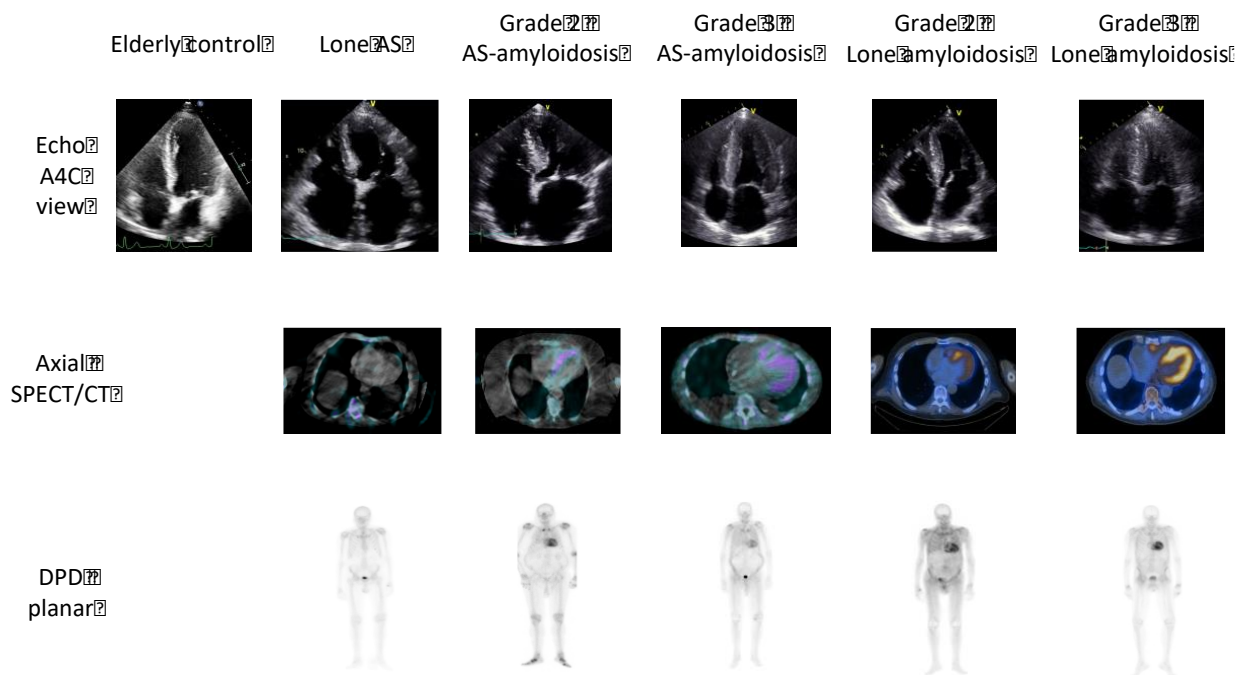 Elderly control
Lone AS
Grade 2
AS-amyloidosis
Grade 3
AS-amyloidosis
Grade 2
Lone amyloidosis
Grade 3
Lone amyloidosis
Echo
A4C
view
V
V
V
V
V
Axial
SPECT/CT
DPD
planar